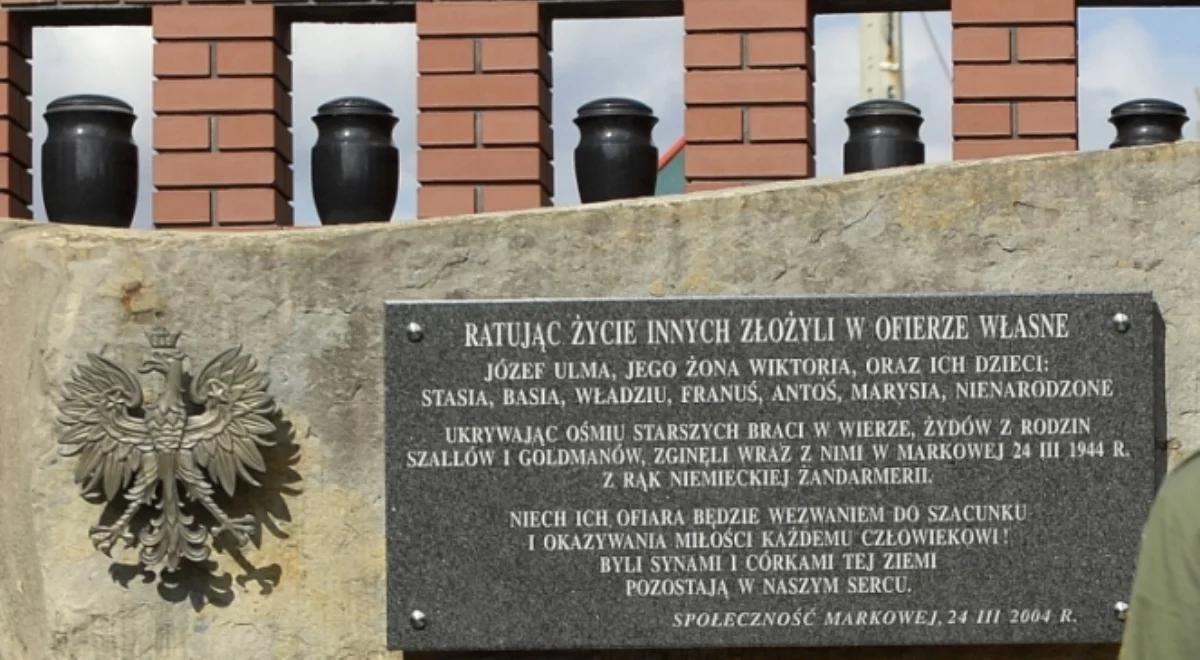 RATUJĄC ŻYCIE INNYCH ZŁOŻYLI W OFIERZE WŁASNE
JÓZEF ULMA, JEGO ŻONA WIKTORIA, ORAZ ICH DZIECI:
STASIA, BASIA, WŁADZIU, FRANUŚ, ANTOŚ, MARYSIA, NIENARODZONE
UKRYWAJĄC OŚMIU STARSZYCH BRACI W WIERZE, ŻYDÓW Z RODZIN
SZALLÓW I GOLDMANÓW, ZGINĘLI WRAZ Z NIMI W MARKOWEJ 24 III 1944 R.
Z RĄK NIEMIECKIEJ ŻANDARMERII.
NIECH ICH OFIARA BĘDZIE WEZWANIEM DO SZACUNKU
I OKAZYWANIA MIŁOŚCI KAŻDEMU CZŁOWIEKOWI!
BYLI SYNAMI I CÓRKAMI TEJ ZIEMI
POZOSTAJĄ W NASZYM SERCU.
SPOŁECZNOŚĆ MARKOWEJ, 24 III 2004 R.